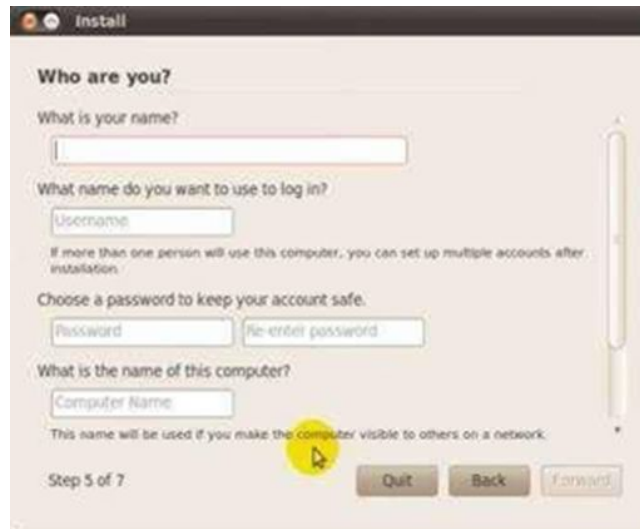 Install
Who are you?
What is your name?
What name do you want to use to log in?
Username
If more than one person will use this computer, you can set up multiple accounts after
installation.
Choose a password to keep your account safe.
Password Re-enter password
What is the name of this computer?
Computer Name
This name will be used if you make the computer visible to others on a network.
Step 5 of 7 Quit Back Forward